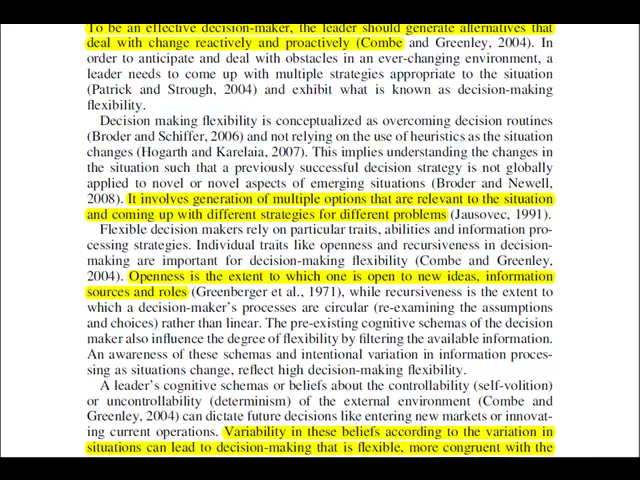 To be an effective decision-maker, the leader should generate alternatives that
deal with change reactively and proactively (Combe and Greenley, 2004). In
order to anticipate and deal with obstacles in an ever-changing environment, a
leader needs to come up with multiple strategies appropriate to the situation
(Patrick and Strough, 2004) and exhibit what is known as decision-making
flexibility.
Decision making flexibility is conceptualized as overcoming decision routines
(Broder and Schiffer, 2006) and not relying on the use of heuristics as the situation
changes (Hogarth and Karelaia, 2007). This implies understanding the changes in
the situation such that a previously successful decision strategy is not globally
applied to novel or novel aspects of emerging situations (Broder and Newell,
2008). It involves generation of multiple options that are relevant to the situation
and coming up with different strategies for different problems (Jausovec, 1991).
Flexible decision makers rely on particular traits, abilities and information pro-
cessing strategies. Individual traits like openness and recursiveness in decision-
making are important for decision-making flexibility (Combe and Greenley,
2004). Openness is the extent to which one is open to new ideas, information
sources and roles (Greenberger et al., 1971), while recursiveness is the extent to
which a decision-maker's processes are circular (re-examining the assumptions
and choices) rather than linear. The pre-existing cognitive schemas of the decision
maker also influence the degree of flexibility by filtering the available information.
An awareness of these schemas and intentional variation in information proces-
sing as situations change, reflect high decision-making flexibility.
A leader's cognitive schemas or beliefs about the controllability (self-volition)
or uncontrollability (determinism) of the external environment (Combe and
Greenley, 2004) can dictate future decisions like entering new markets or innovat-
ing current operations. Variability in these beliefs according to the variation in
situations can lead to decision-making that is flexible, more congruent with the